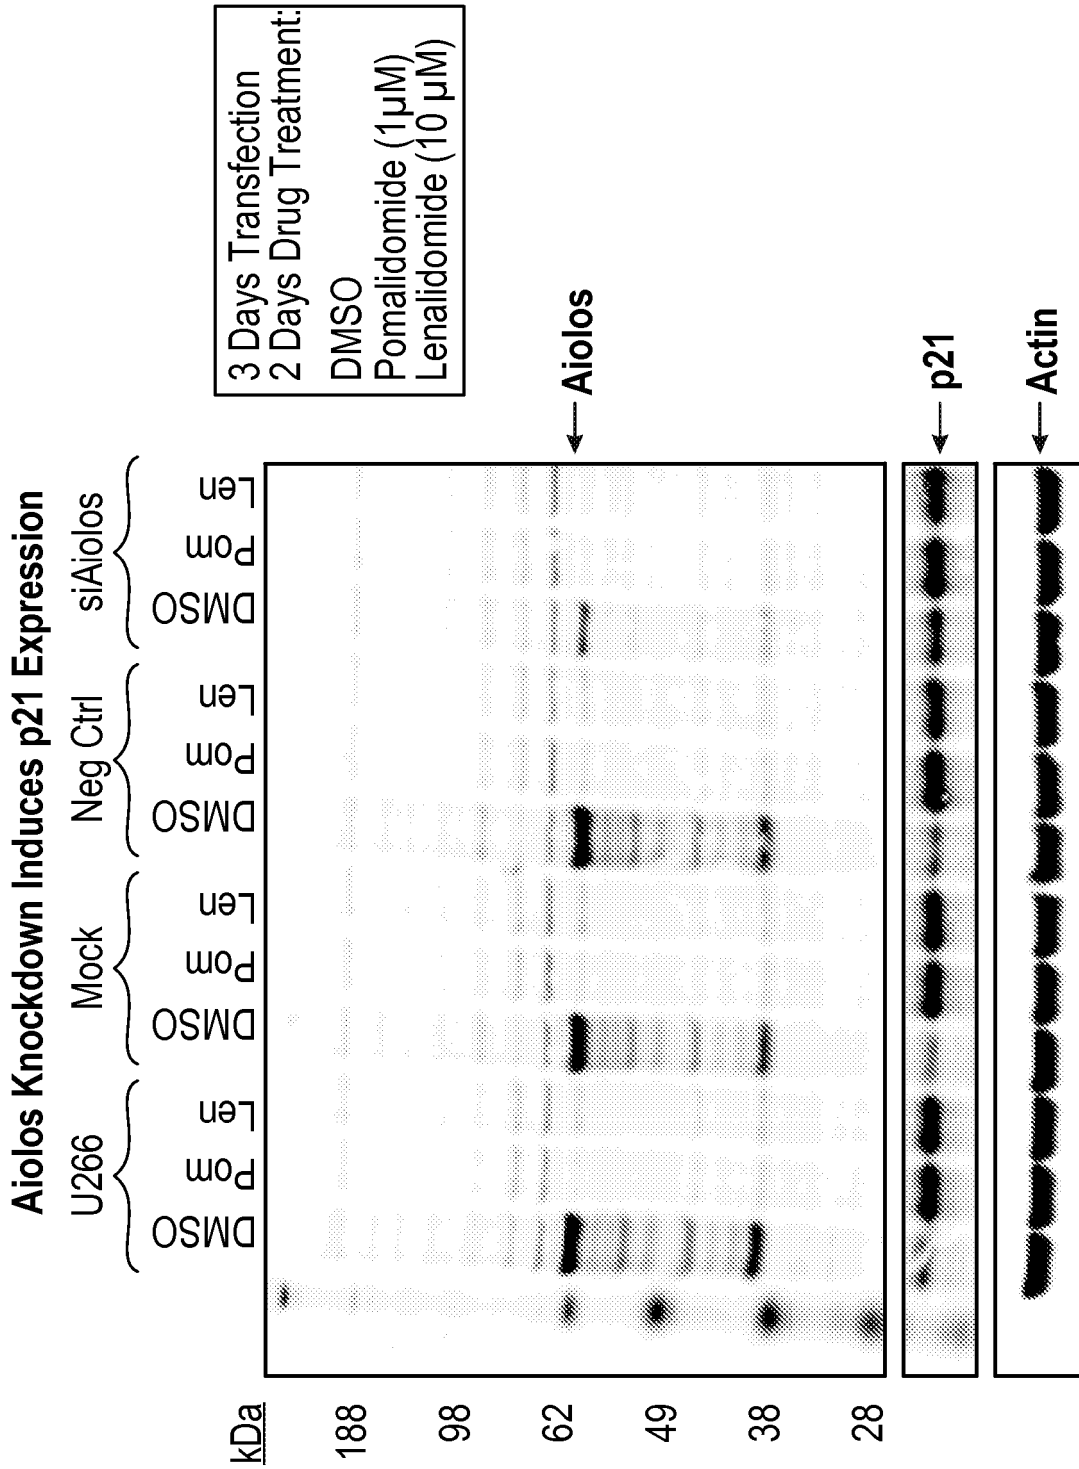 Aiolos Knockdown Induces p21 Expression
U266 Mock Neg Ctrl siAiolos
DMSO Pom Len DMSO Pom Len DMSO Pom Len DMSO Pom Len
kDa
188
98
62
49
38
28
Aiolos
p21
Actin
3 Days Transfection
2 Days Drug Treatment:
DMSO
Pomalidomide (1µM)
Lenalidomide (10 µM)